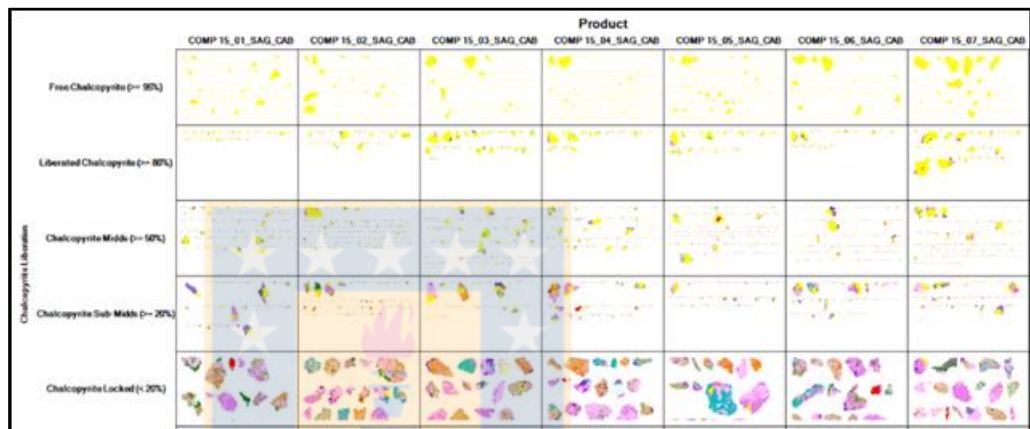 Product
COMP 15_01_SAG_CAB COMP 15_02_SAG_CAB COMP 15_03_SAG_CAB COMP 15_04_SAG_CAB COMP 15_05_SAG_CAB COMP 15_06_SAG_CAB COMP 15_07_SAG_CAB
Free Chalcopyrite (>= 95%)
Liberated Chalcopyrite (>= 80%)
Chalcopyrite Midds (>= 50%)
Chalcopyrite Sub-Midds (>= 20%)
Chalcopyrite Locked (< 20%)
Chalcopyrite Liberation